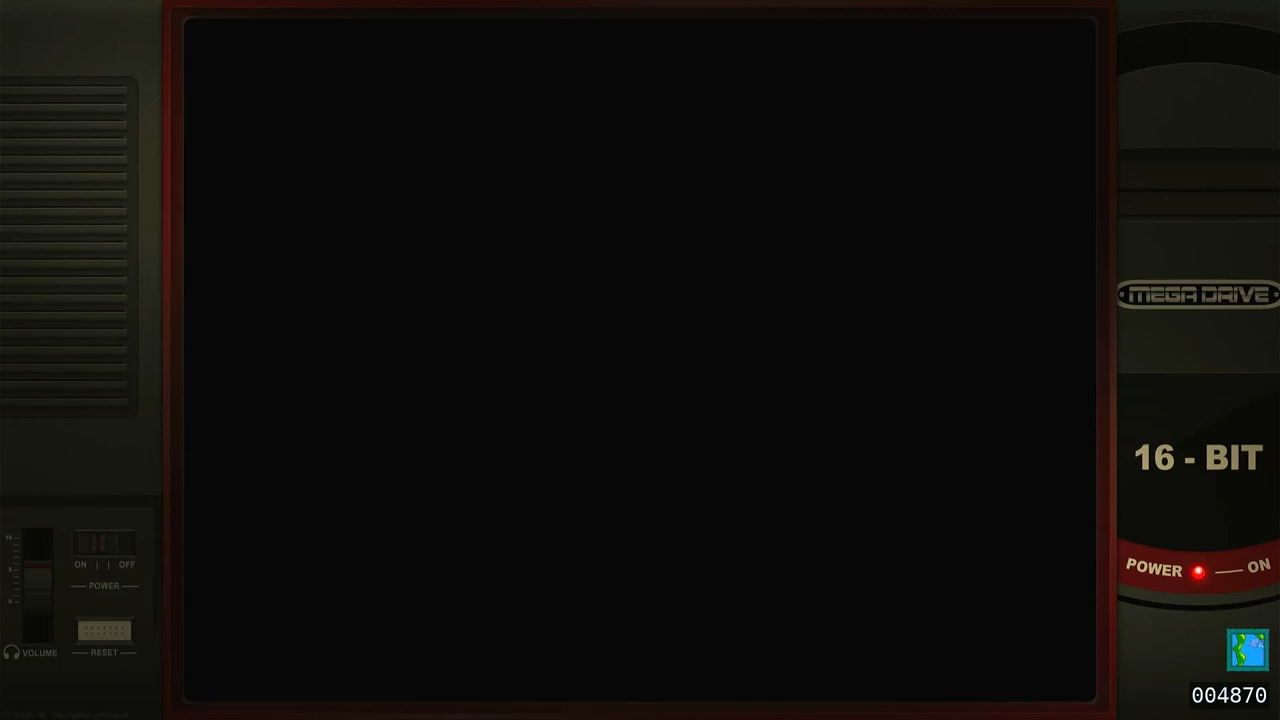 MEGA DRIVE
16 - BIT
POWER ON
ON | | OFF
POWER
VOLUME
RESET
004870